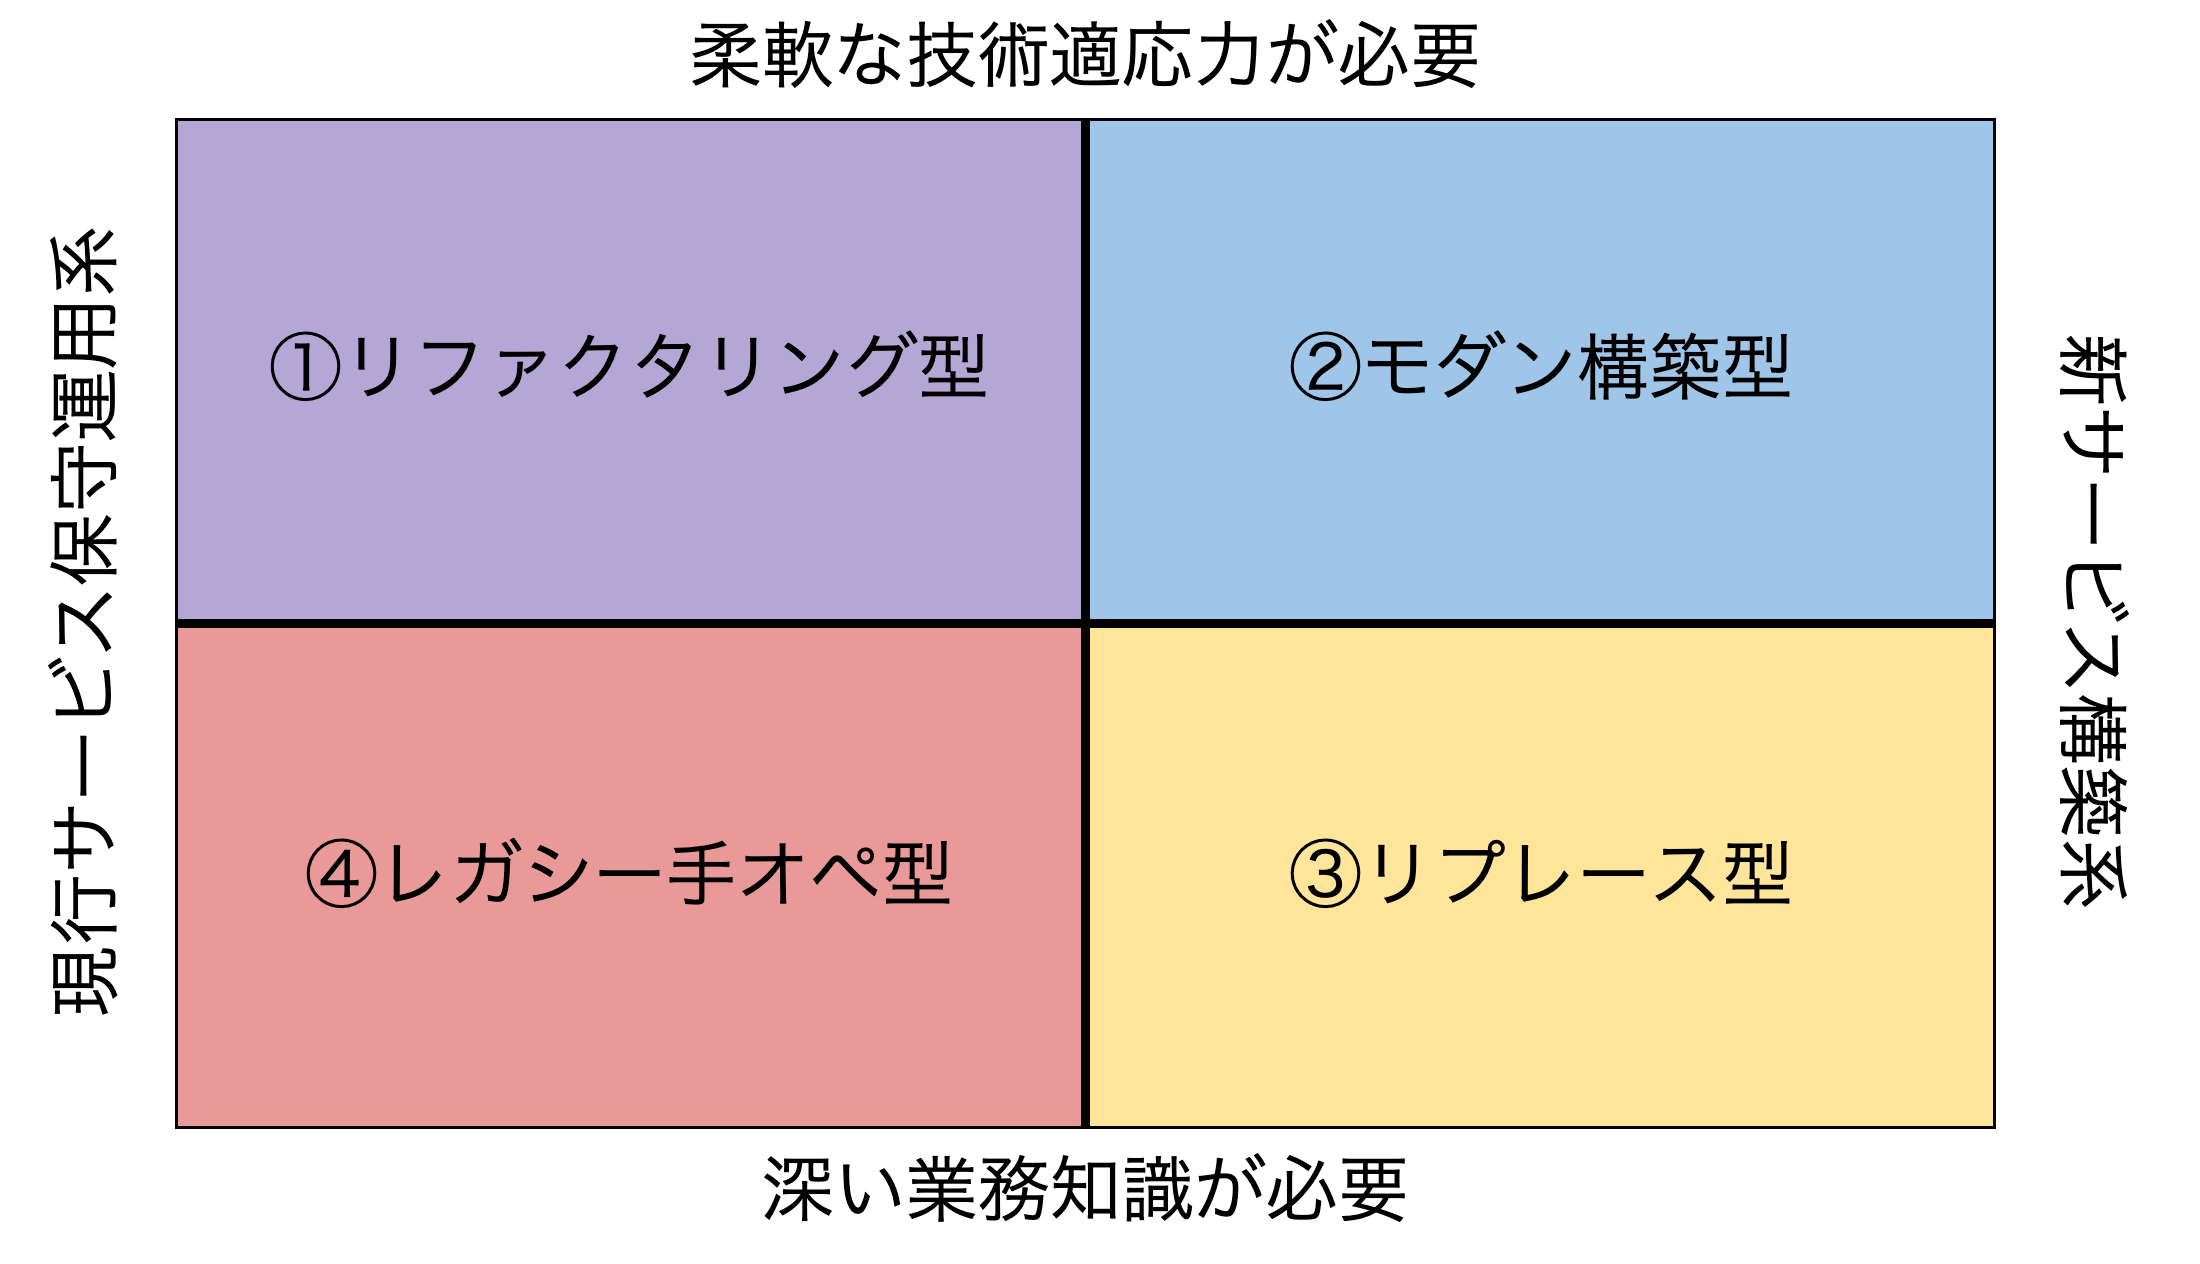 柔軟な技術適応力が必要
現行サービス保守運用系
①リファクタリング型
②モダン構築型
新サービス構築系
④レガシー手オペ型
③リプレース型
深い業務知識が必要